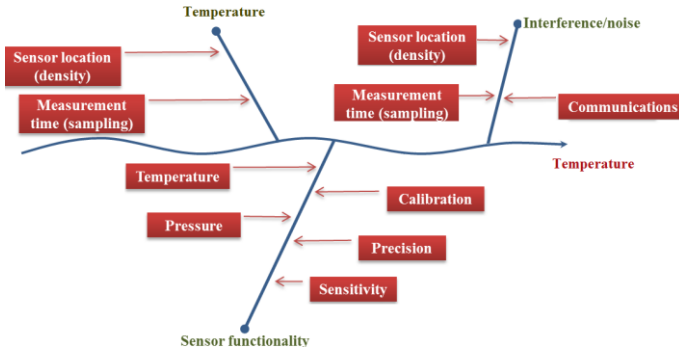 Temperature
Sensor location
(density)
Measurement
time (sampling)
Interference/noise
Sensor location
(density)
Measurement
time (sampling)
Communications
Temperature
Temperature
Calibration
Pressure
Precision
Sensitivity
Sensor functionality